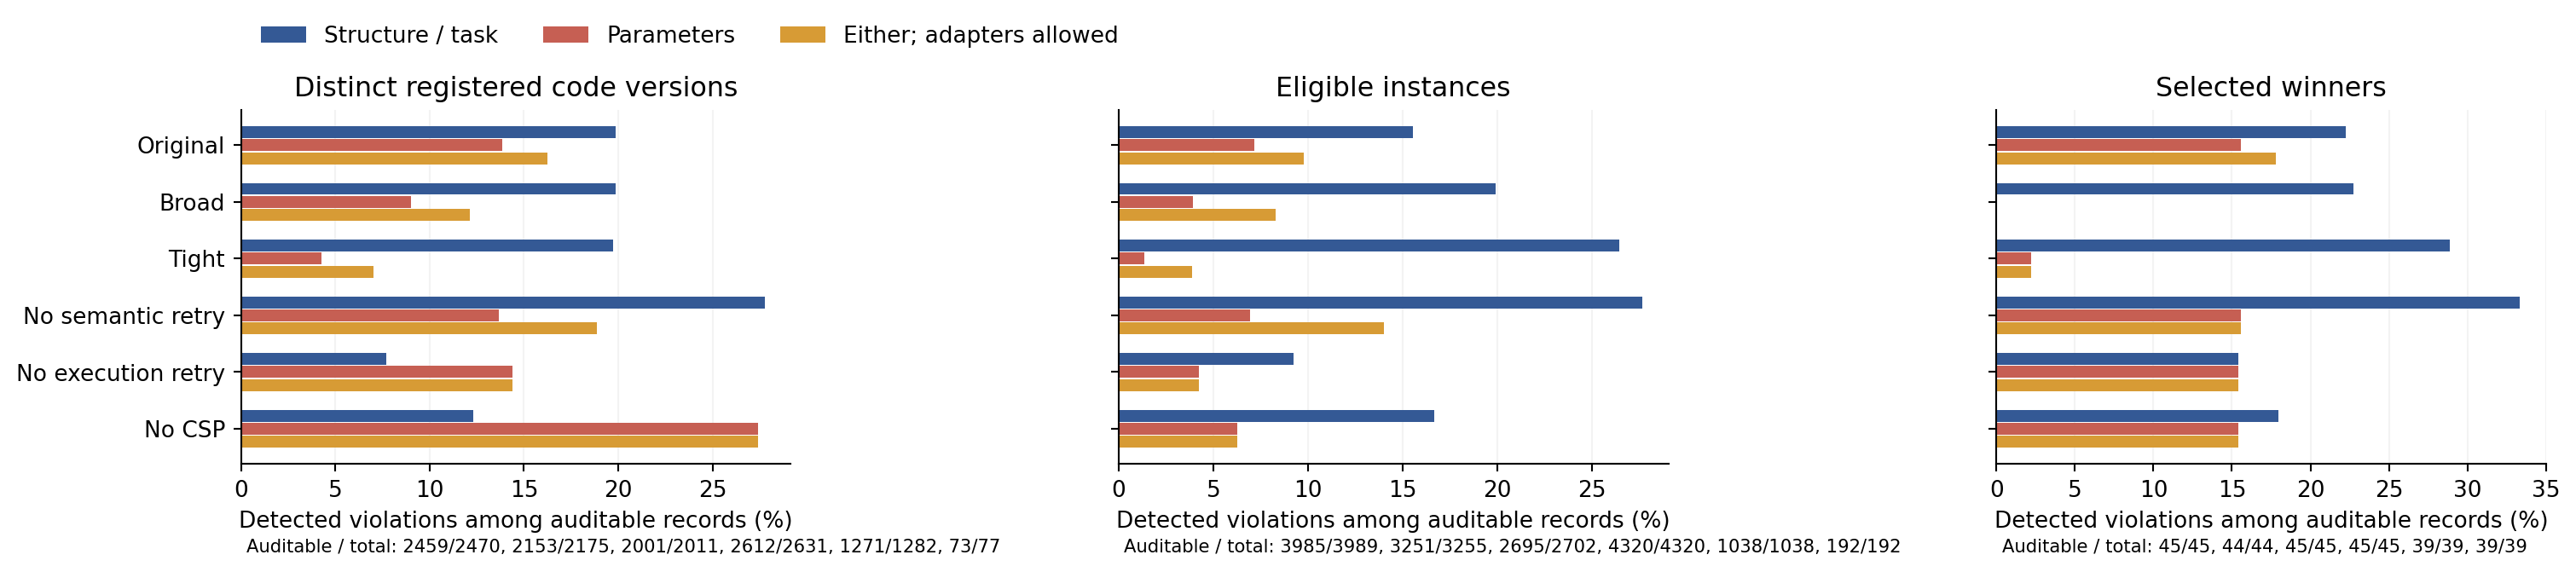 Structure / task Parameters Either; adapters allowed
Distinct registered code versions Eligible instances Selected winners
Original
Broad
Tight
No semantic retry
No execution retry
No CSP
0 5 10 15 20 25 0 5 10 15 20 25 0 5 10 15 20 25 30 35
Detected violations among auditable records (%) Detected violations among auditable records (%) Detected violations among auditable records (%)
Auditable / total: 2459/2470, 2153/2175, 2001/2011, 2612/2631, 1271/1282, 73/77 Auditable / total: 3985/3989, 3251/3255, 2695/2702, 4320/4320, 1038/1038, 192/192 Auditable / total: 45/45, 44/44, 45/45, 45/45, 39/39, 39/39